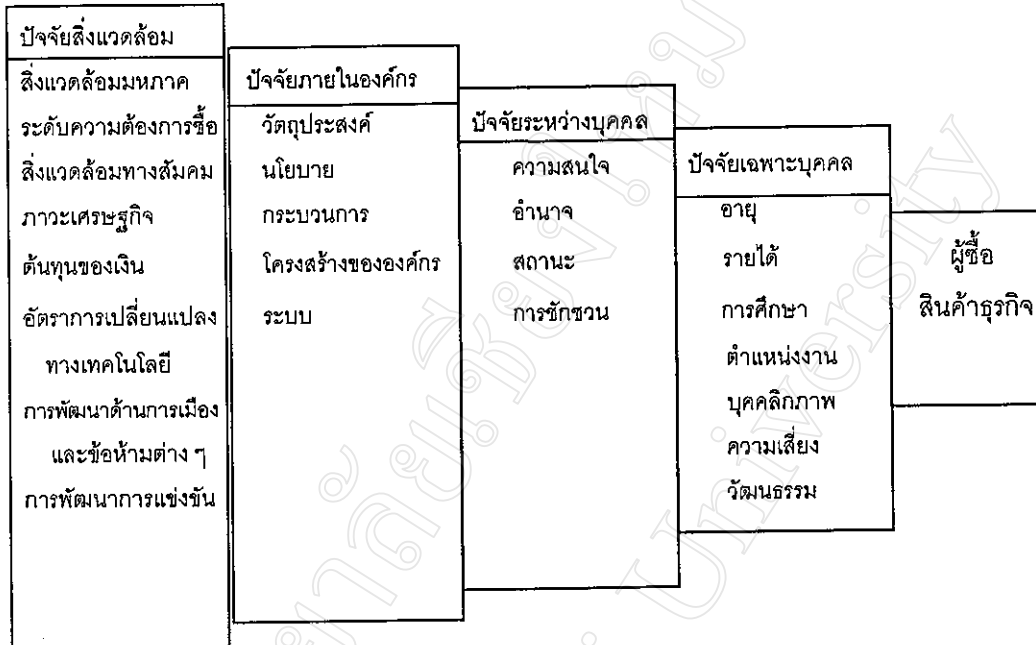 ปัจจัยสิ่งแวดล้อม
สิ่งแวดล้อมมหภาค
ระดับความต้องการซื้อ
สิ่งแวดล้อมทางสัมคม
ภาวะเศรษฐกิจ
ต้นทุนของเงิน
อัตราการเปลี่ยนแปลง
ทางเทคโนโลยี
การพัฒนาด้านการเมือง
และข้อห้ามต่าง ๆ
การพัฒนาการแข่งขัน
ปัจจัยภายในองค์กร
วัตถุประสงค์
นโยบาย
กระบวนการ
โครงสร้างขององค์กร
ระบบ
ปัจจัยระหว่างบุคคล
ความสนใจ
อำนาจ
สถานะ
การชักชวน
ปัจจัยเฉพาะบุคคล
อายุ
รายได้
การศึกษา
ตำแหน่งงาน
บุคคลิกภาพ
ความเสี่ยง
วัฒนธรรม
ผู้ซื้อ
สินค้าธุรกิจ
University